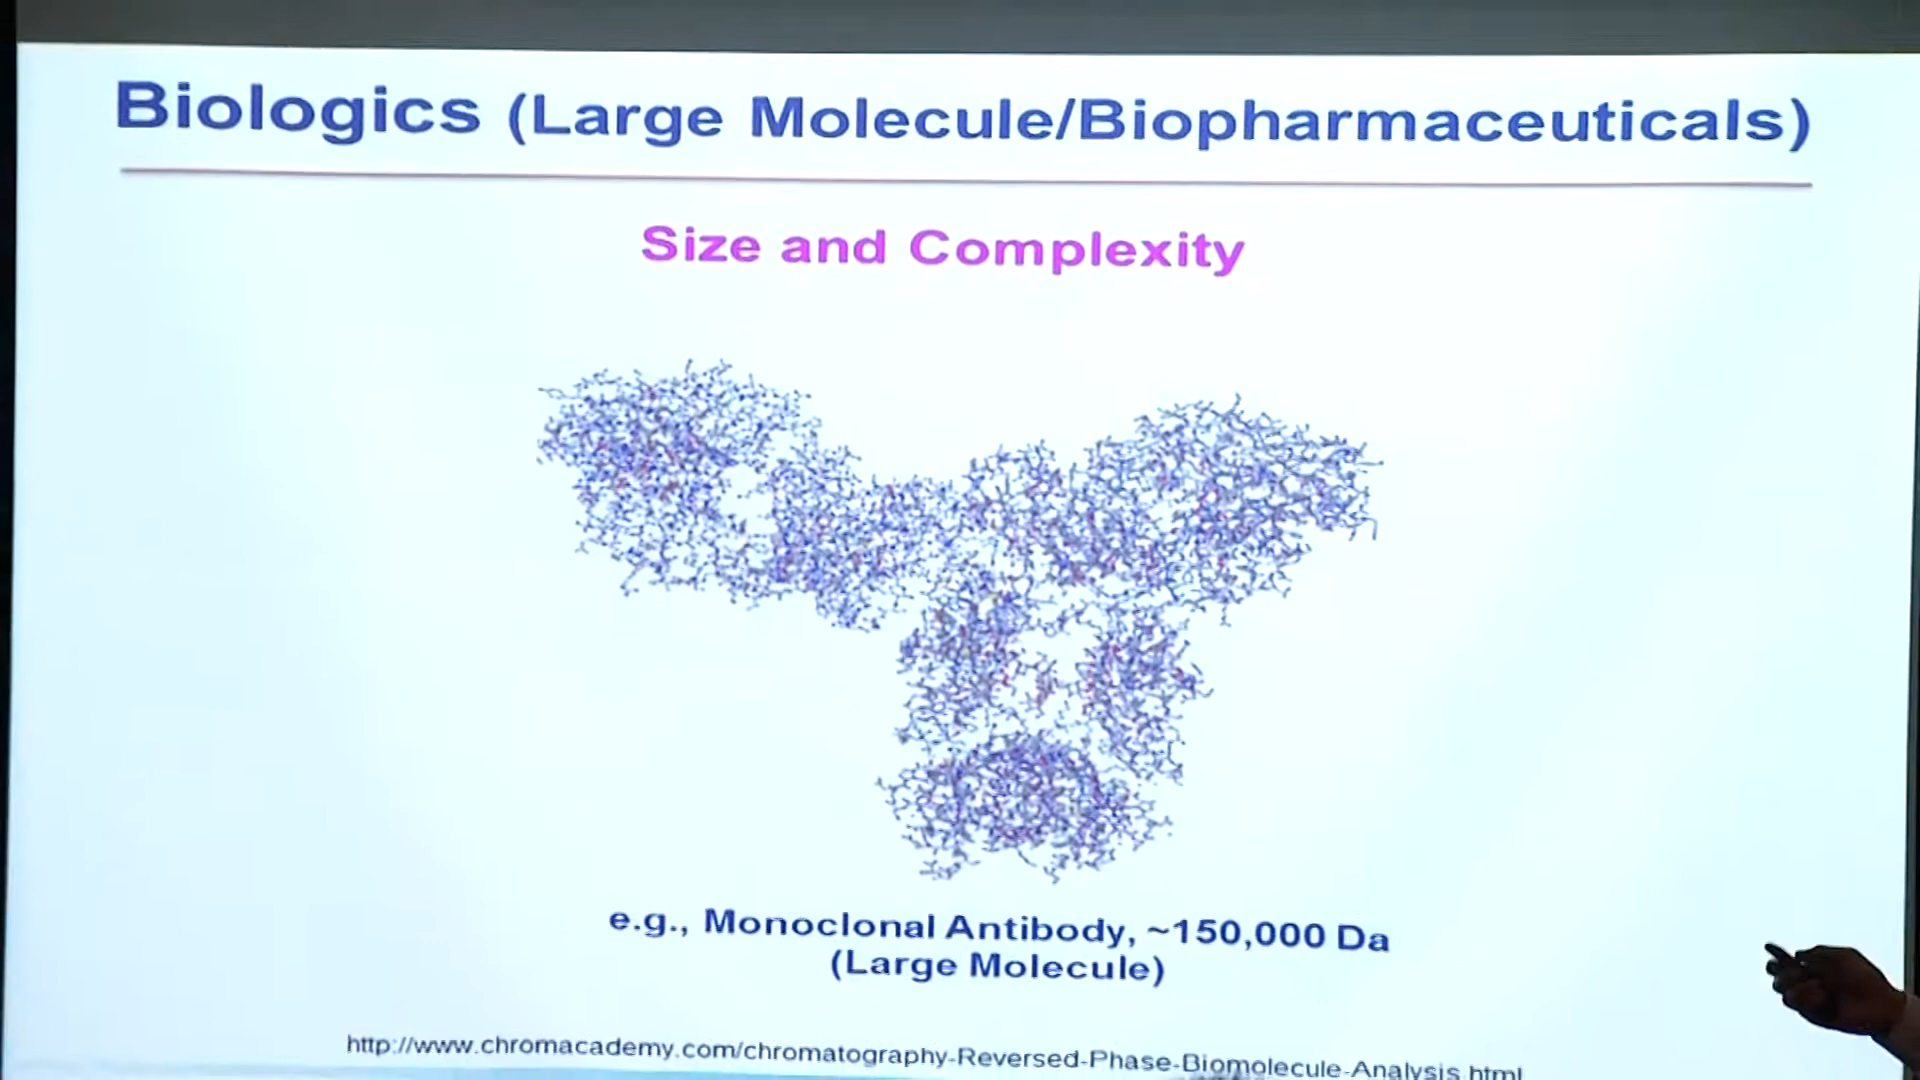 Biologics (Large Molecule/Biopharmaceuticals)
Size and Complexity
e.g., Monoclonal Antibody, ~150,000 Da
(Large Molecule)
http://www.chromacademy.com/chromatography-Reversed-Phase-Biomolecule-Analysis.html